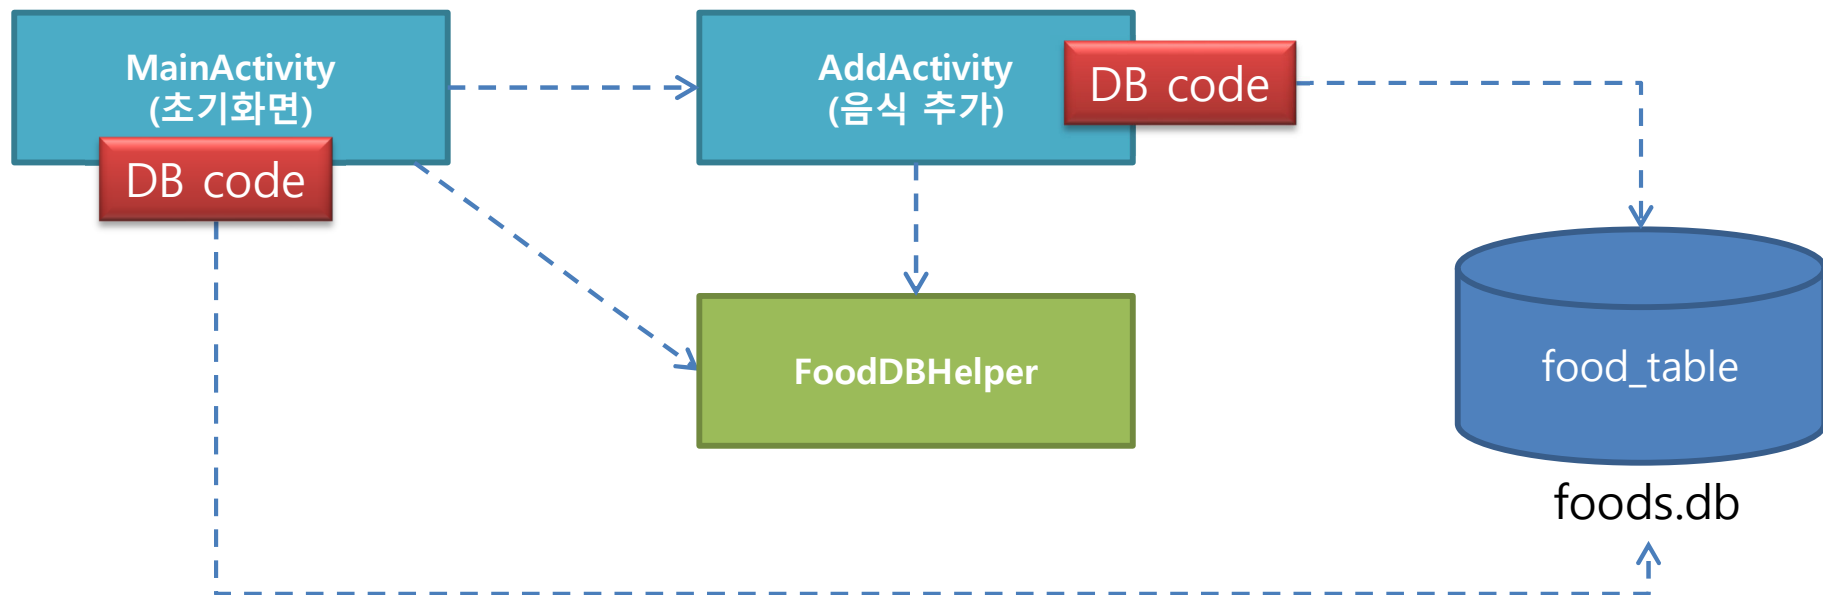 MainActivity
(초기화면)
DB code
AddActivity
(음식 추가)
DB code
FoodDBHelper
food_table
foods.db